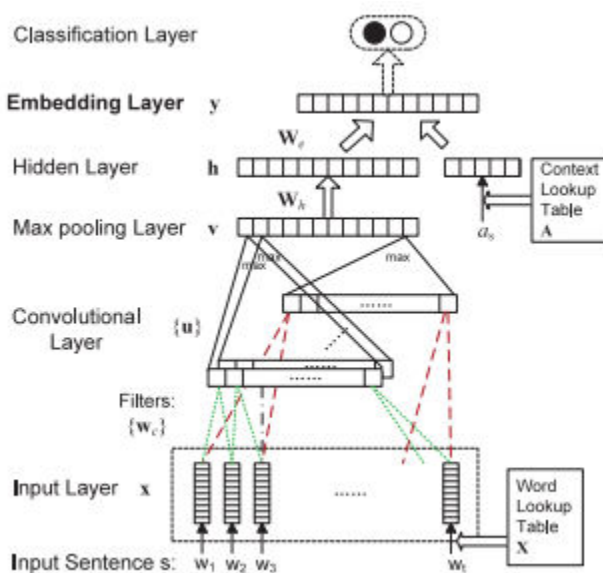 Classification Layer
Embedding Layer y
W_e
Hidden Layer h
Context Lookup Table A
W_h
a_s
Max pooling Layer v
max max max
......
Convolutional Layer {u}
......
......
......
Filters: {w_c}
Input Layer x
......
Word Lookup Table X
Input Sentence s: w_1 w_2 w_3 w_t